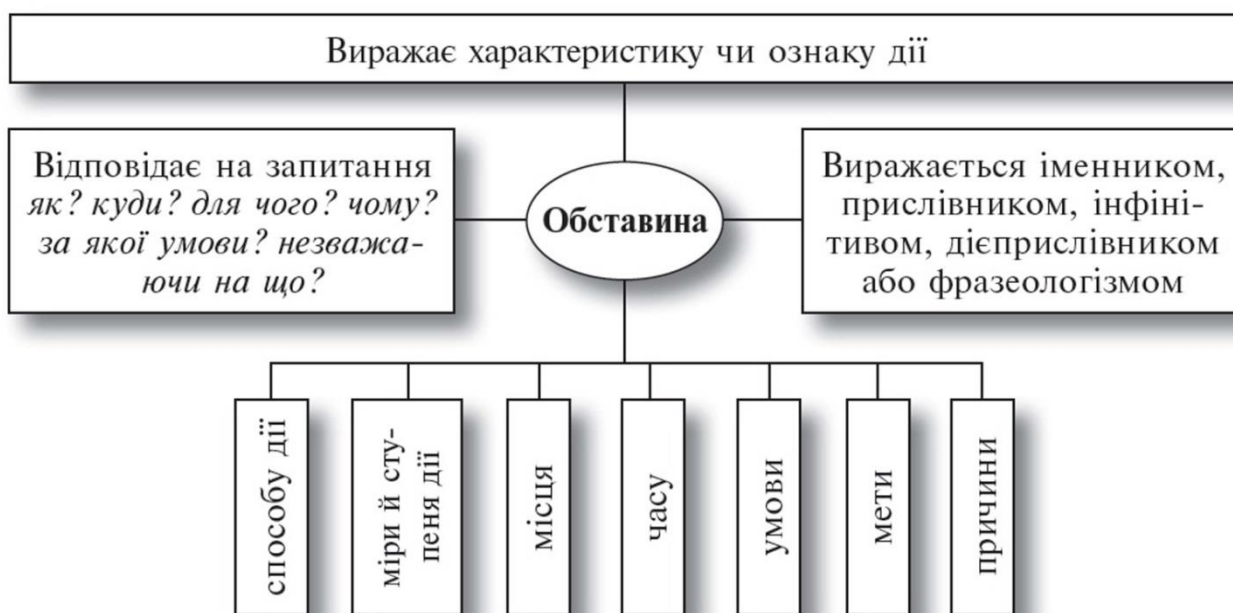 Виражає характеристику чи ознаку дії
Відповідає на запитання
як? куди? для чого? чому?
за якої умови? незважа-
ючи на що?
Обставина
Виражається іменником,
прислівником, інфіні-
тивом, дієприслівником
або фразеологізмом
способу дії
міри й сту-
пеня дії
місця
часу
умови
мети
причини